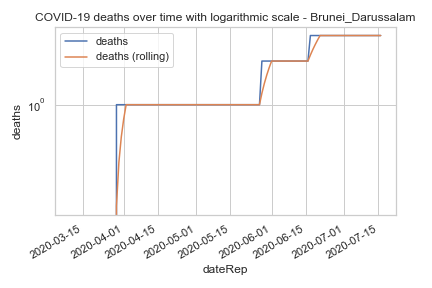 COVID-19 deaths over time with logarithmic scale - Brunei_Darussalam
deaths
deaths (rolling)
10^0
deaths
2020-03-15
2020-04-01
2020-04-15
2020-05-01
2020-05-15
2020-06-01
2020-06-15
2020-07-01
2020-07-15
dateRep